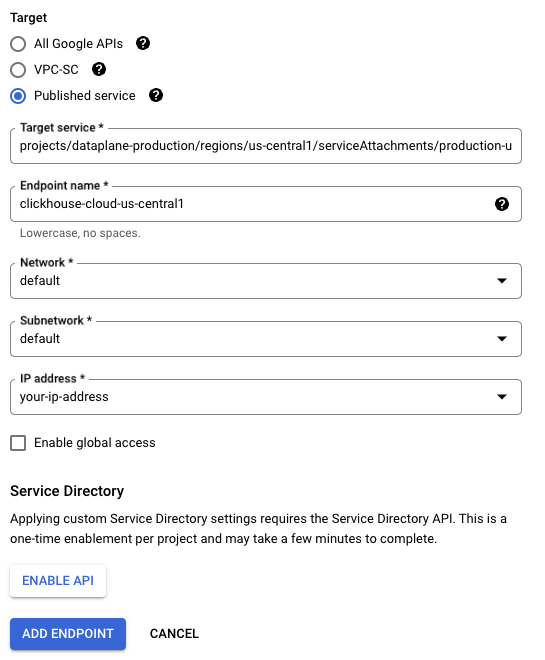 Target
All Google APIs
VPC-SC
Published service
Target service *
projects/dataplane-production/regions/us-central1/serviceAttachments/production-u
Endpoint name *
clickhouse-cloud-us-central1
Lowercase, no spaces.
Network *
default
Subnetwork *
default
IP address *
your-ip-address
Enable global access
Service Directory
Applying custom Service Directory settings requires the Service Directory API. This is a
one-time enablement per project and may take a few minutes to complete.
ENABLE API
ADD ENDPOINT CANCEL